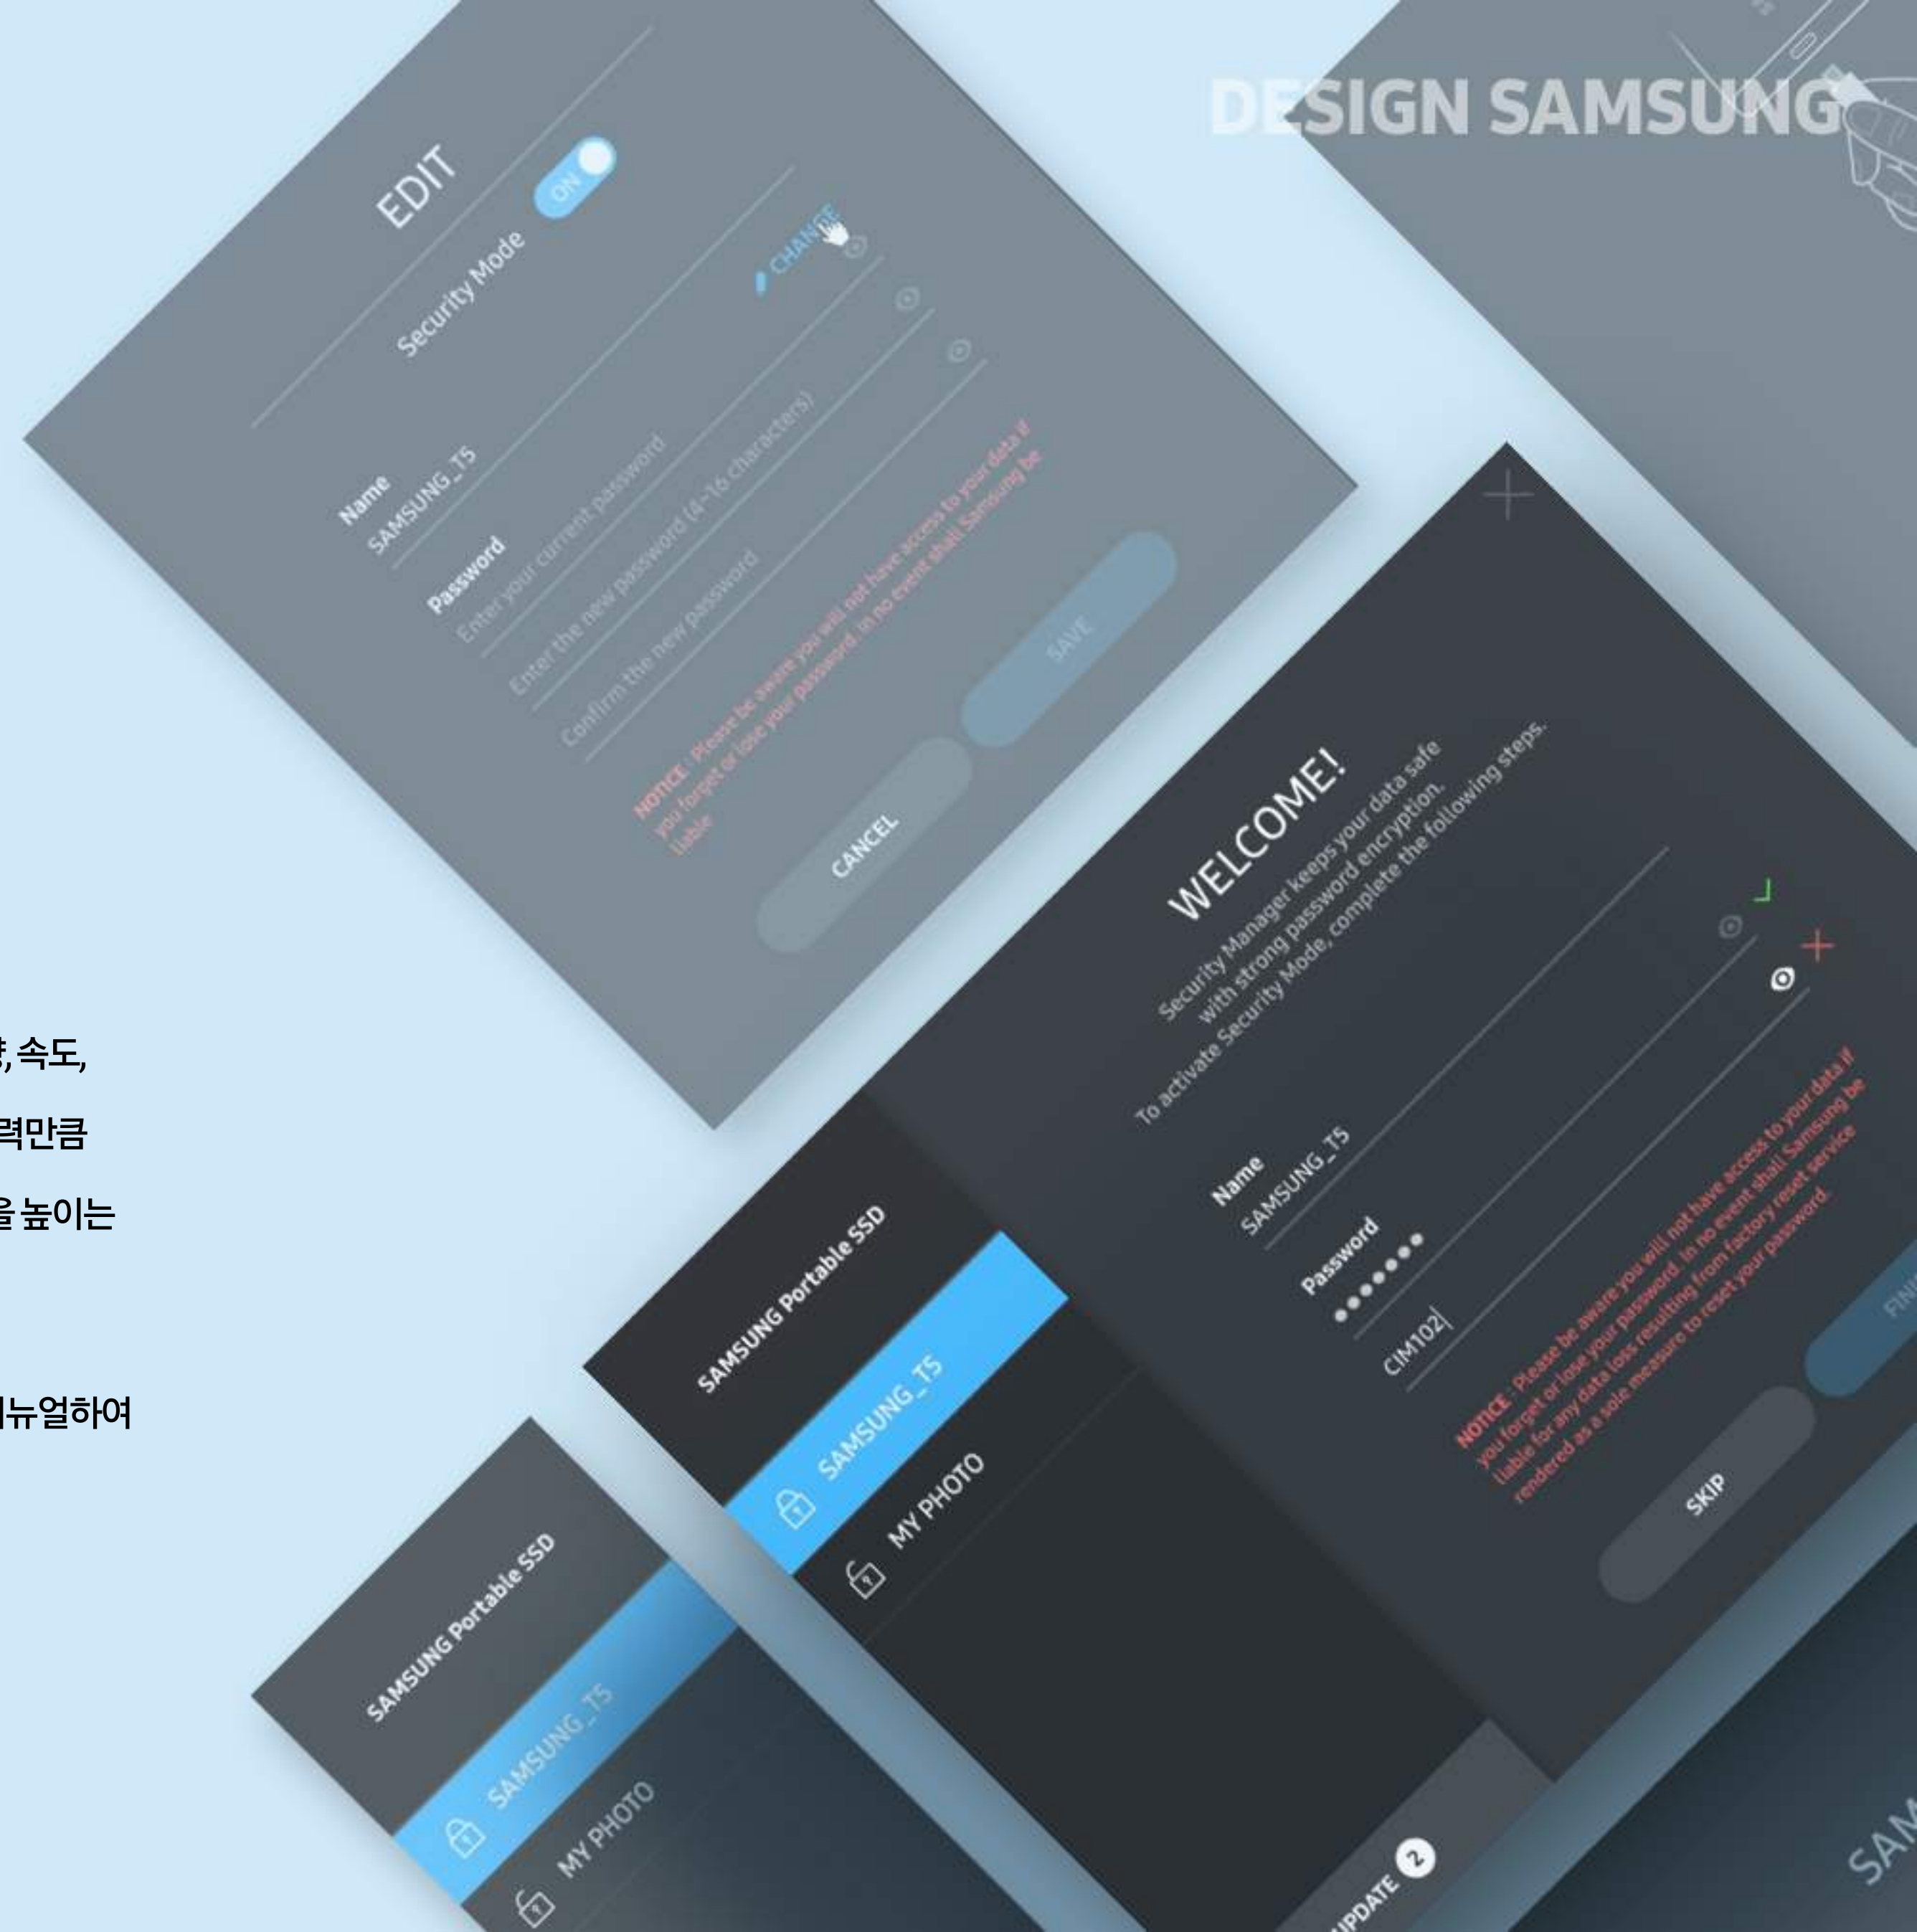 DESIGN SAMSUNG
EDIT
Security Mode
ON
Name
SAMSUNG_T5
CHANGE
Password
Enter your current password
Enter the new password (4~16 characters)
Confirm the new password
NOTICE : Please be aware you will not have access to your data if
you forget or lose your password. In no event shall Samsung be
liable
CANCEL
SAVE
WELCOME!
Security Manager keeps your data safe
with strong password encryption.
To activate Security Mode, complete the following steps.
Name
SAMSUNG_T5
Password
CIM102
NOTICE : Please be aware you will not have access to your data if
you forget or lose your password. In no event shall Samsung be
liable for any data loss resulting from factory reset service
rendered as a sole measure to reset your password.
SKIP
SAMSUNG Portable SSD
SAMSUNG_T5
MY PHOTO
UPDATE 2
SAMSUNG Portable SSD
SAMSUNG_T5
MY PHOTO
, 속도,
력만큼
을 높이는
뉴얼하여